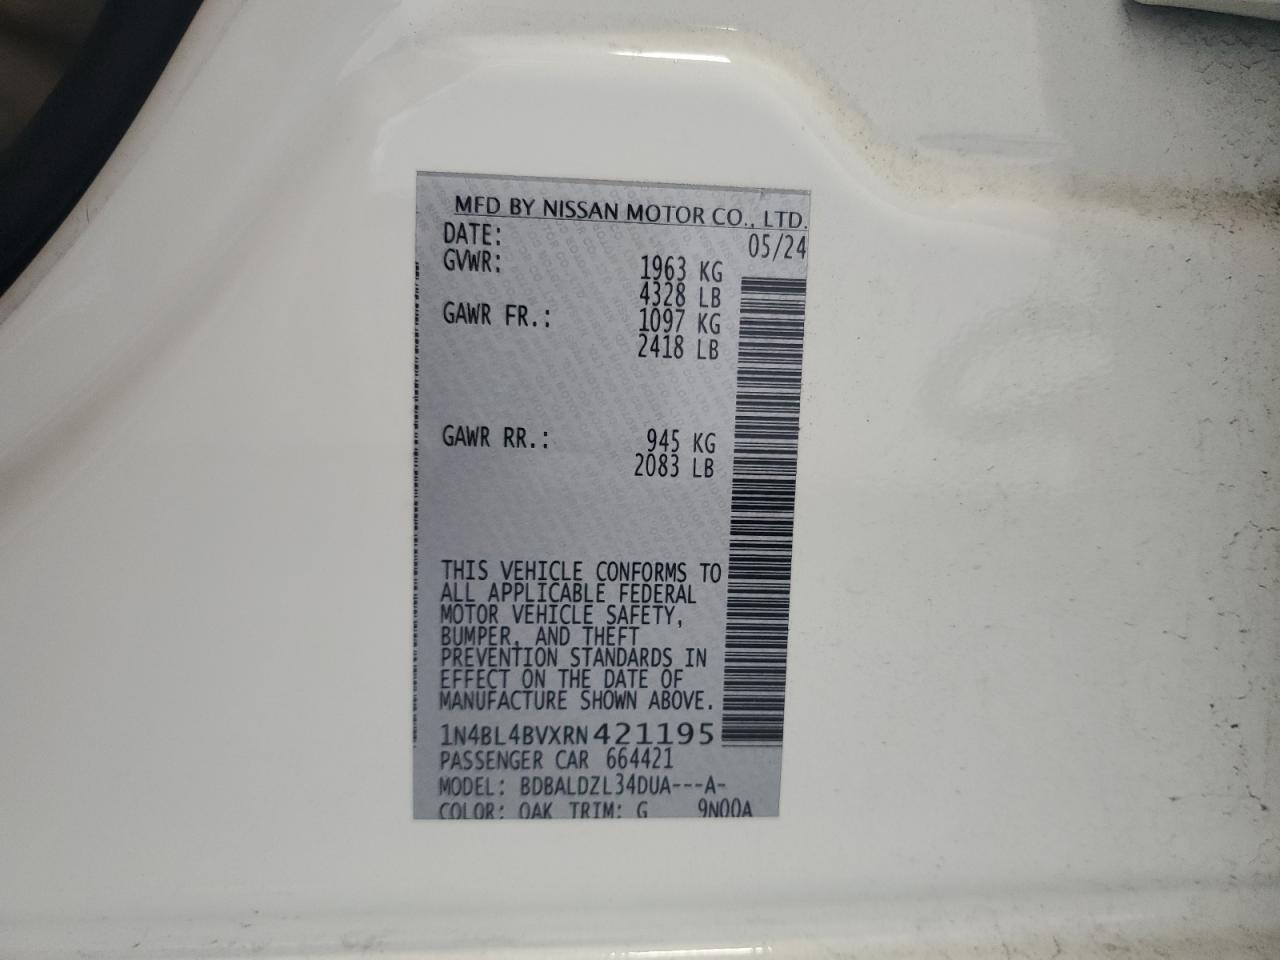 MFD BY NISSAN MOTOR CO., LTD.
DATE: 05/24
GVWR: 1963 KG
4328 LB
GAWR FR.: 1097 KG
2418 LB
GAWR RR.: 945 KG
2083 LB
THIS VEHICLE CONFORMS TO
ALL APPLICABLE FEDERAL
MOTOR VEHICLE SAFETY,
BUMPER, AND THEFT
PREVENTION STANDARDS IN
EFFECT ON THE DATE OF
MANUFACTURE SHOWN ABOVE.
1N4BL4BVXRN421195
PASSENGER CAR 664421
MODEL: BDBALDZL34DUA---A-
COLOR: QAK TRIM: G 9N00A